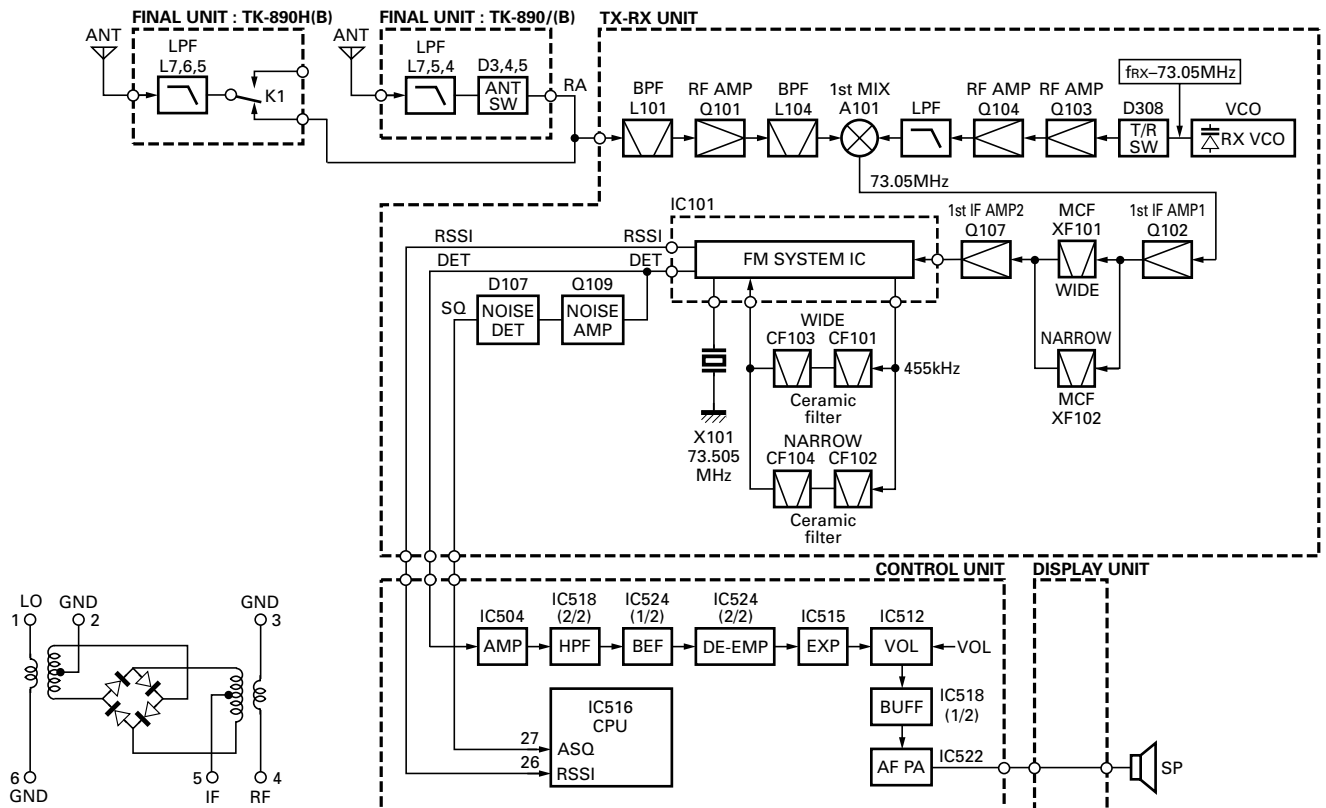 FINAL UNIT : TK-890H(B)
FINAL UNIT : TK-890/(B)
TX-RX UNIT
ANT
LPF
L7,6,5
K1
ANT
LPF
L7,5,4
D3,4,5
ANT
SW
RA
BPF
L101
RF AMP
Q101
BPF
L104
1st MIX
A101
LPF
RF AMP
Q104
RF AMP
Q103
D308
T/R
SW
fRX–73.05MHz
VCO
RX VCO
73.05MHz
IC101
RSSI
RSSI
DET
DET
FM SYSTEM IC
1st IF AMP2
Q107
MCF
XF101
WIDE
1st IF AMP1
Q102
NARROW
MCF
XF102
SQ
D107
NOISE
DET
Q109
NOISE
AMP
WIDE
CF103
CF101
455kHz
Ceramic
filter
X101
73.505
MHz
NARROW
CF104
CF102
Ceramic
filter
CONTROL UNIT
DISPLAY UNIT
IC504
AMP
IC518
(2/2)
HPF
IC524
(1/2)
BEF
IC524
(2/2)
DE-EMP
IC515
EXP
IC512
VOL
VOL
BUFF
IC518
(1/2)
AF PA
IC522
SP
IC516
CPU
27
ASQ
26
RSSI
LO
1
GND
2
GND
3
6
GND
5
IF
4
RF